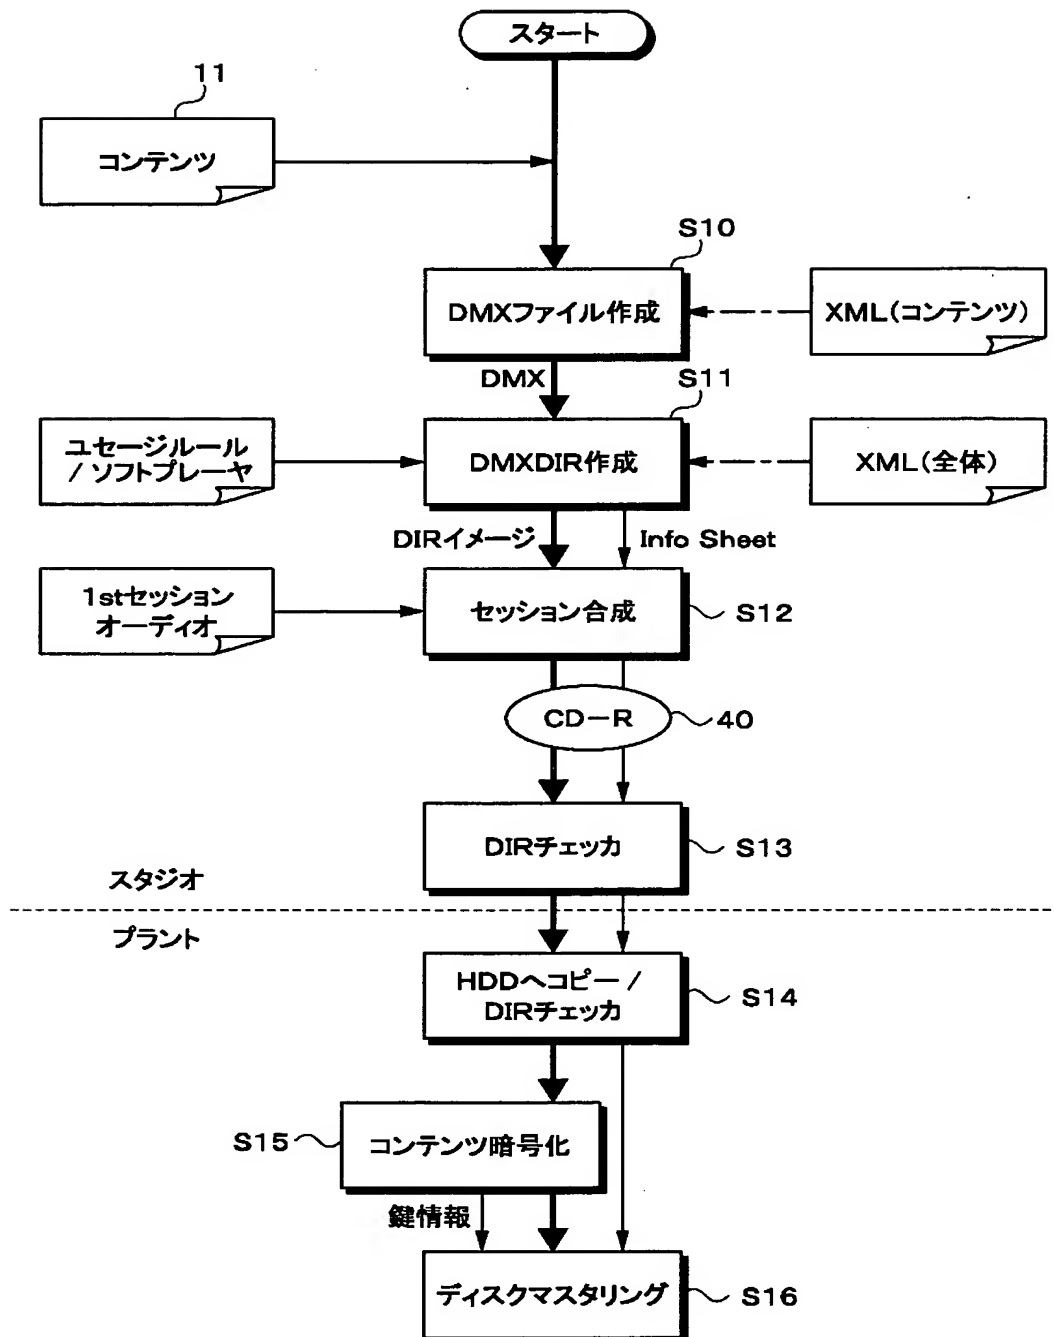 スタート
11
コンテンツ
S10
DMXファイル作成
XML(コンテンツ)
DMX
S11
ユセージルール
/ソフトプレーヤ
DMXDIR作成
XML(全体)
DIRイメージ
Info Sheet
1stセッション
オーディオ
セッション合成
S12
CD－R
40
DIRチェッカ
S13
スタジオ
プラント
HDDへコピー/
DIRチェッカ
S14
S15
コンテンツ暗号化
鍵情報
ディスクマスタリング
S16